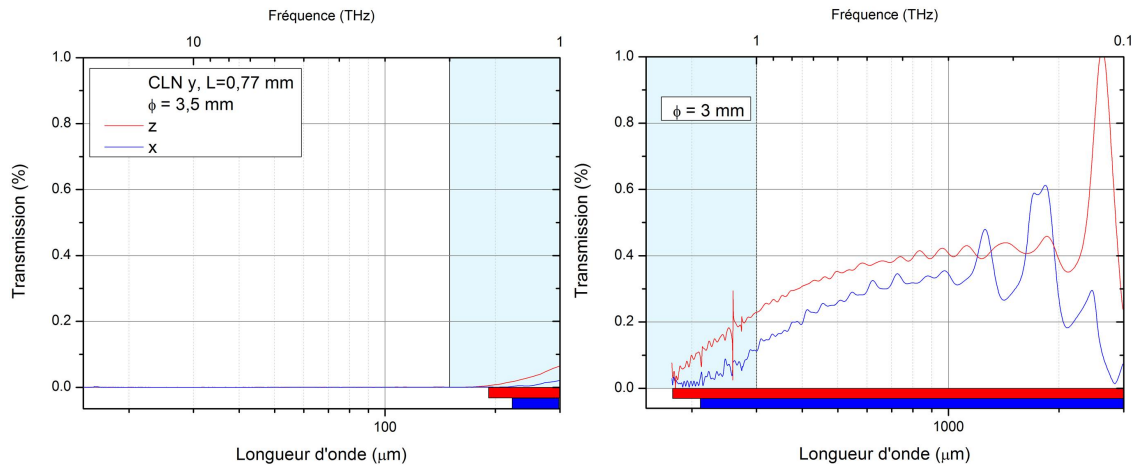 Fréquence (THz)
10
1
1.0
0.8
0.6
0.4
0.2
0.0
Transmission (%)
CLN y, L=0,77 mm
ϕ = 3,5 mm
z
x
100
Longueur d'onde (μm)
Fréquence (THz)
1
0.1
1.0
0.8
0.6
0.4
0.2
0.0
Transmission (%)
ϕ = 3 mm
1000
Longueur d'onde (μm)